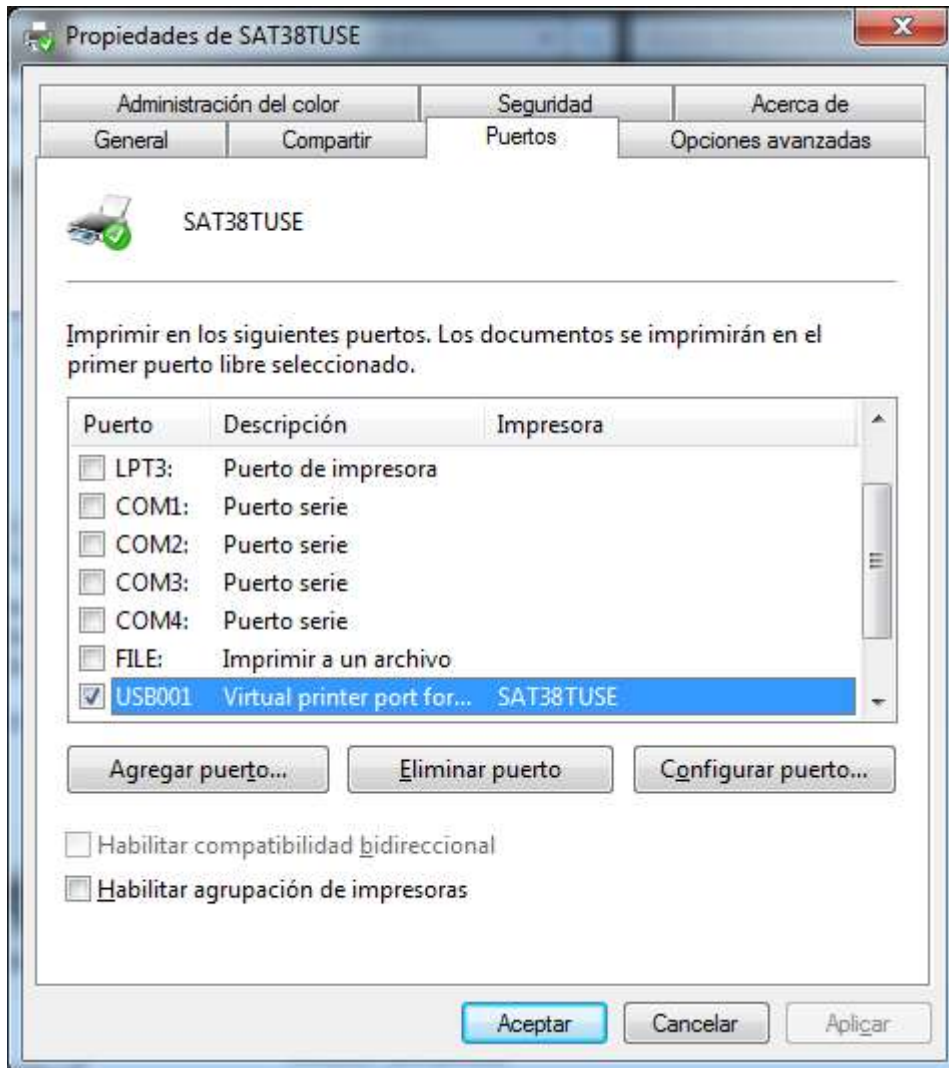 Propiedades de SAT38TUSE
Administración del color Seguridad Acerca de
General Compartir Puertos Opciones avanzadas
SAT38TUSE
Imprimir en los siguientes puertos. Los documentos se imprimirán en el
primer puerto libre seleccionado.
Puerto Descripción Impresora
LPT3: Puerto de impresora
COM1: Puerto serie
COM2: Puerto serie
COM3: Puerto serie
COM4: Puerto serie
FILE: Imprimir a un archivo
USB001 Virtual printer port for... SAT38TUSE
Agregar puerto... Eliminar puerto Configurar puerto...
Habilitar compatibilidad bidireccional
Habilitar agrupación de impresoras
Aceptar Cancelar Aplicar